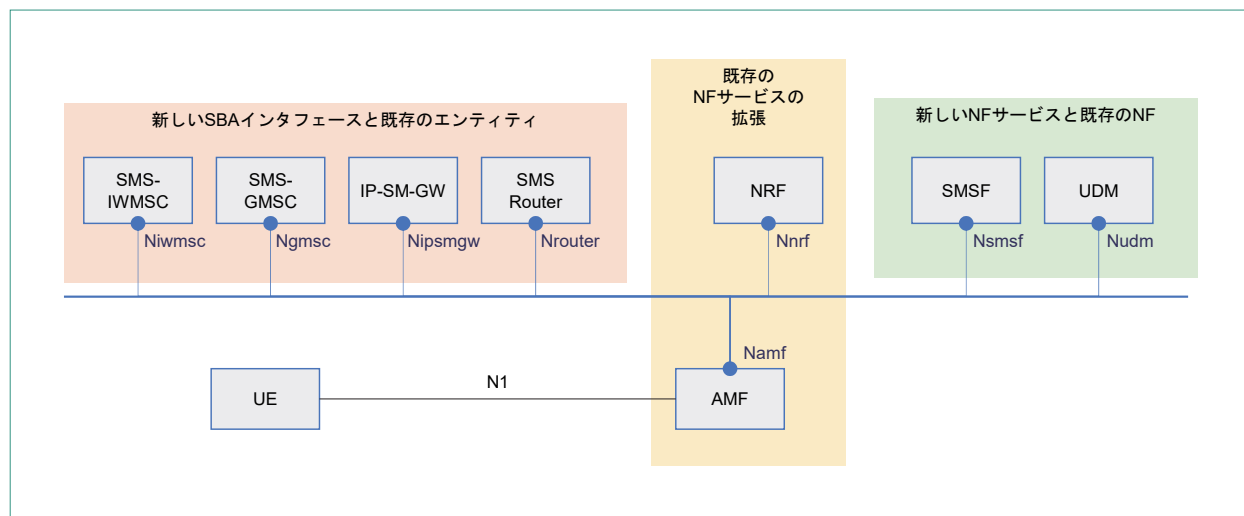 既存の
NFサービスの
拡張
新しいSBAインタフェースと既存のエンティティ
新しいNFサービスと既存のNF
SMS-
IWMSC
SMS-
GMSC
IP-SM-GW
SMS
Router
NRF
SMSF
UDM
Niwmsc
Ngmsc
Nipsmgw
Nrouter
Nnrf
Nsmsf
Nudm
Namf
N1
UE
AMF